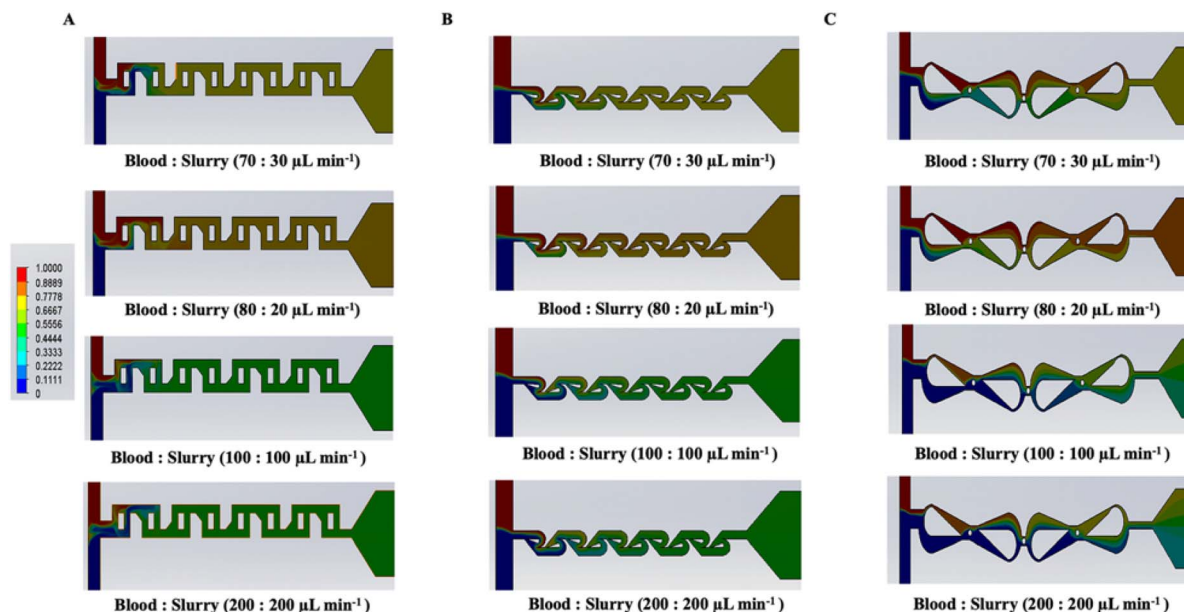 A
B
C
Blood : Slurry (70 : 30 µL min⁻¹)
Blood : Slurry (70 : 30 µL min⁻¹)
Blood : Slurry (70 : 30 µL min⁻¹)
Blood : Slurry (80 : 20 µL min⁻¹)
Blood : Slurry (80 : 20 µL min⁻¹)
Blood : Slurry (80 : 20 µL min⁻¹)
1.0000
0.8889
0.7778
0.6667
0.5556
0.4444
0.3333
0.2222
0.1111
0
Blood : Slurry (100 : 100 µL min⁻¹)
Blood : Slurry (100 : 100 µL min⁻¹)
Blood : Slurry (100 : 100 µL min⁻¹)
Blood : Slurry (200 : 200 µL min⁻¹)
Blood : Slurry (200 : 200 µL min⁻¹)
Blood : Slurry (200 : 200 µL min⁻¹)